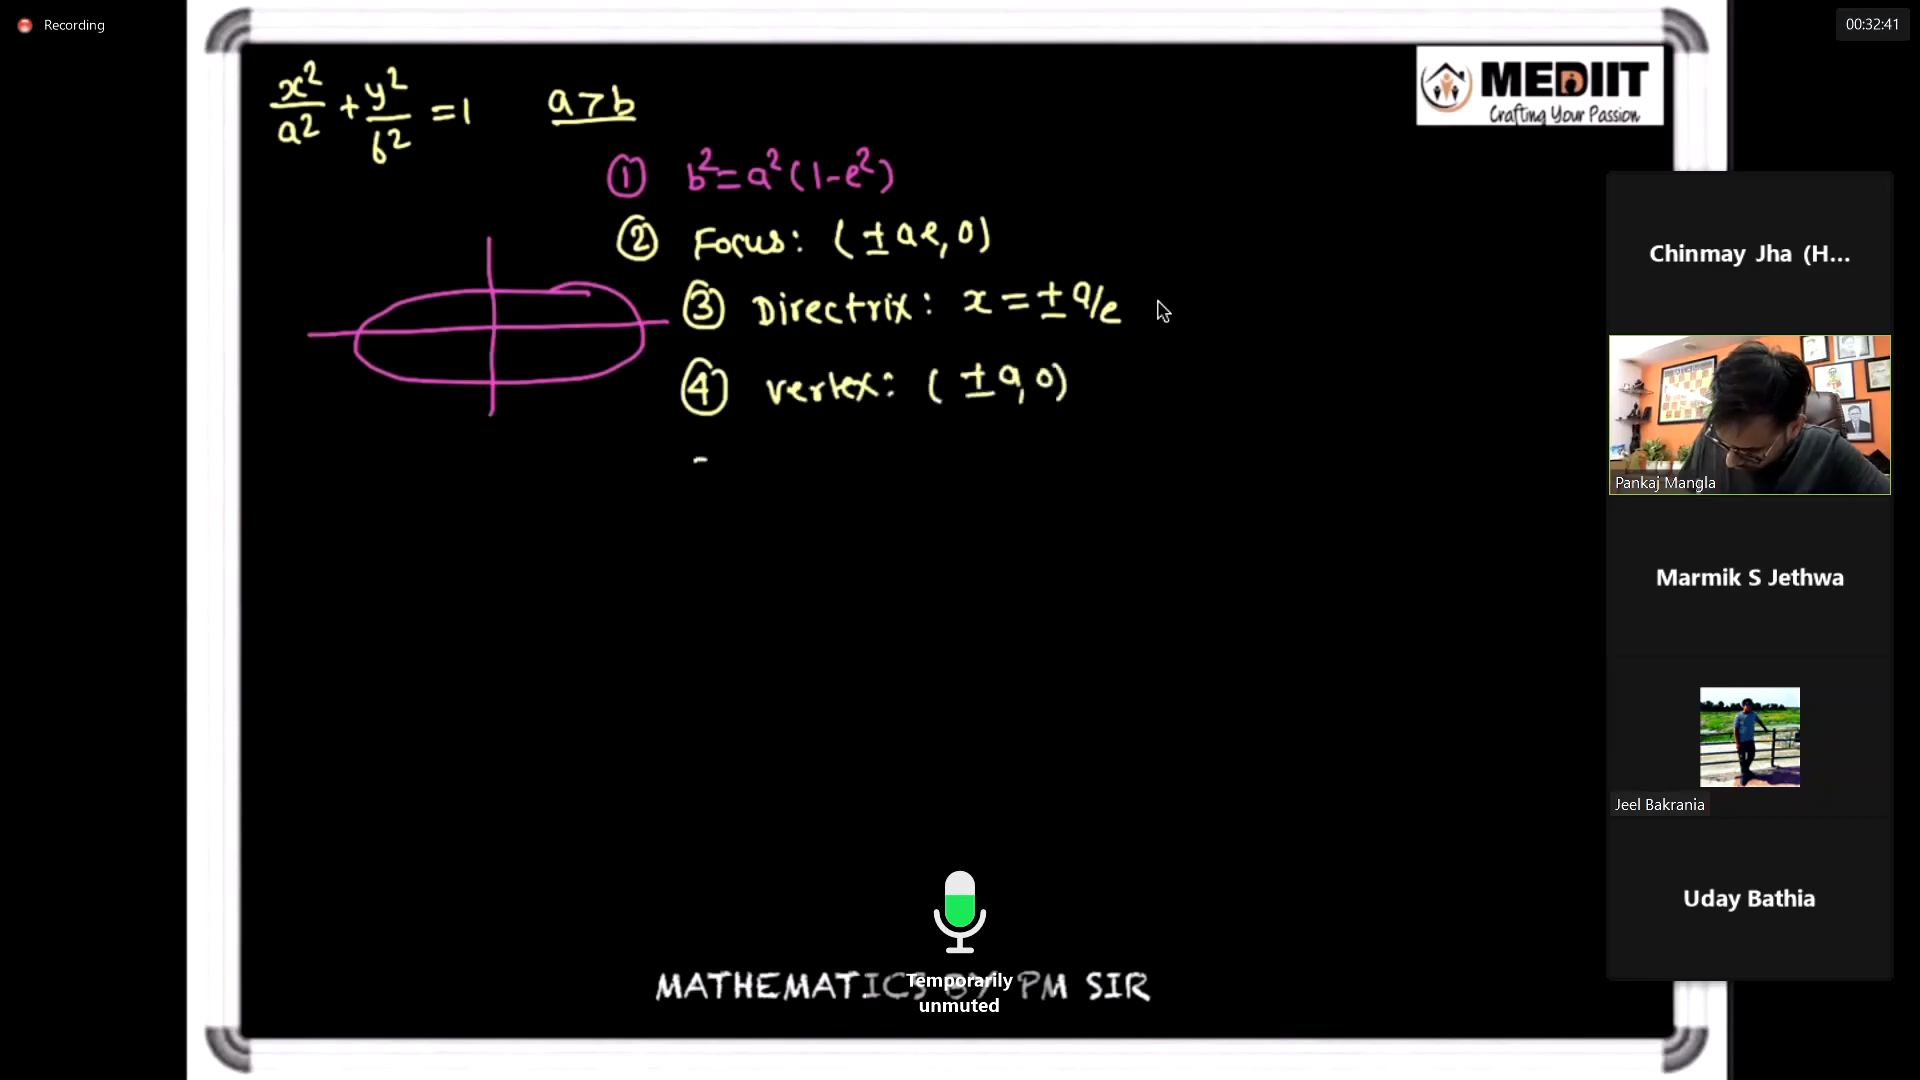 Recording
00:32:41
x²/a² + y²/b² = 1 a>b
MEDIIT
Crafting Your Passion
① b² = a²(1-e²)
② Focus: (±ae, 0)
③ Directrix: x = ±a/e
④ vertex: (±a, 0)
-
Chinmay Jha (H...
Pankaj Mangla
Marmik S Jethwa
Jeel Bakrania
Uday Bathia
MATHEMATICS BY PM SIR
Temporarily
unmuted